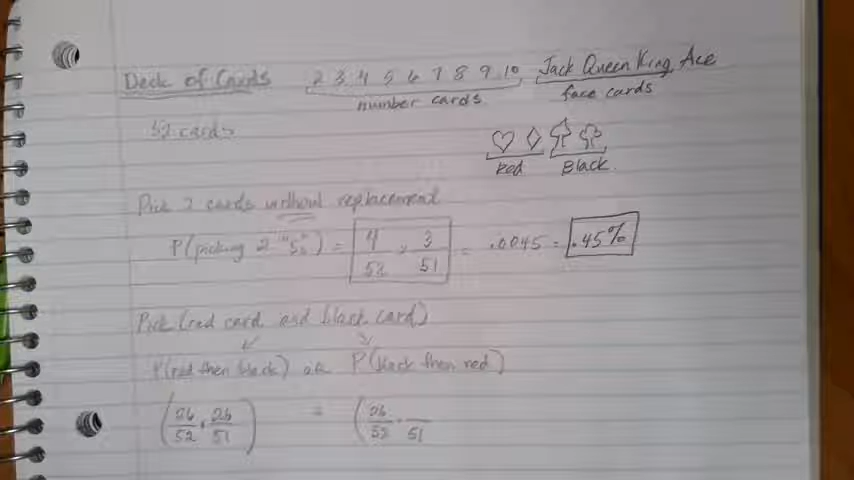 Deck of Cards 2 3 4 5 6 7 8 9 10 Jack Queen King, Ace
number cards face cards
52 cards
Red Black
Pick 2 cards without replacement
P(picking 2 "5s") = 4/52 · 3/51 = .0045 = .45%
Pick (red card and black card)
P(red then black) or P(black then red)
(26/52 · 26/51) = (26/52 · /51